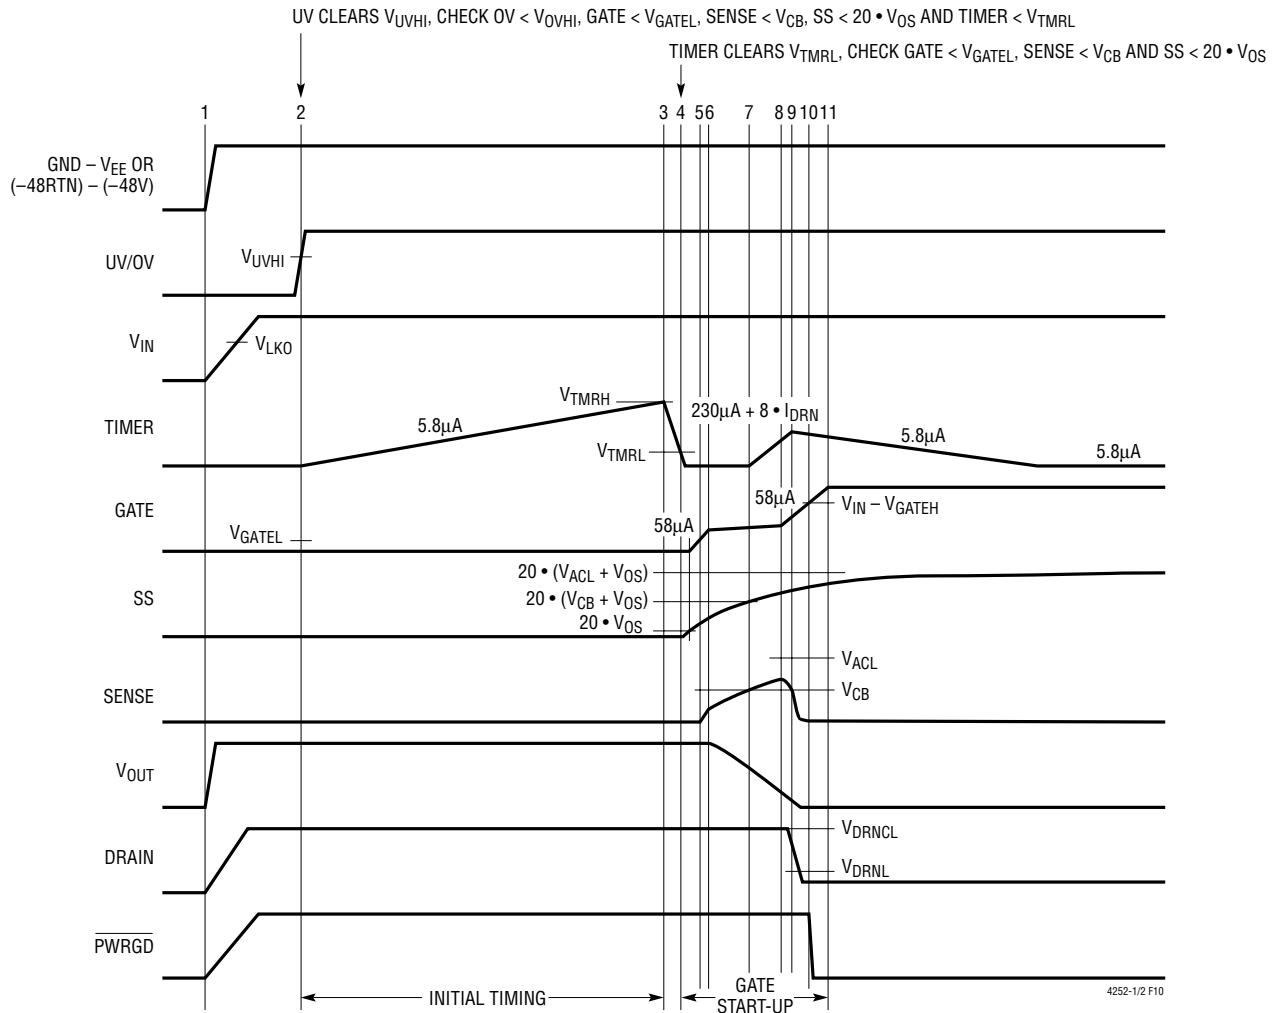 UV CLEARS VUVHI, CHECK OV < VOVHI, GATE < VGATEL, SENSE < VCB, SS < 20 • VOS AND TIMER < VTMRL
TIMER CLEARS VTMRL, CHECK GATE < VGATEL, SENSE < VCB AND SS < 20 • VOS
1 2 3 4 5 6 7 8 9 10 11
GND – VEE OR
(–48RTN) – (–48V)
UV/OV
VUVHI
VIN
VLKO
TIMER
5.8µA
VTMRH
VTMRL
230µA + 8 • IDRN
5.8µA
5.8µA
GATE
VGATEL
58µA
58µA
VIN – VGATEH
SS
20 • (VACL + VOS)
20 • (VCB + VOS)
20 • VOS
SENSE
VACL
VCB
VOUT
DRAIN
VDRNCL
VDRNL
PWRGD
INITIAL TIMING
GATE
START-UP
4252-1/2 F10